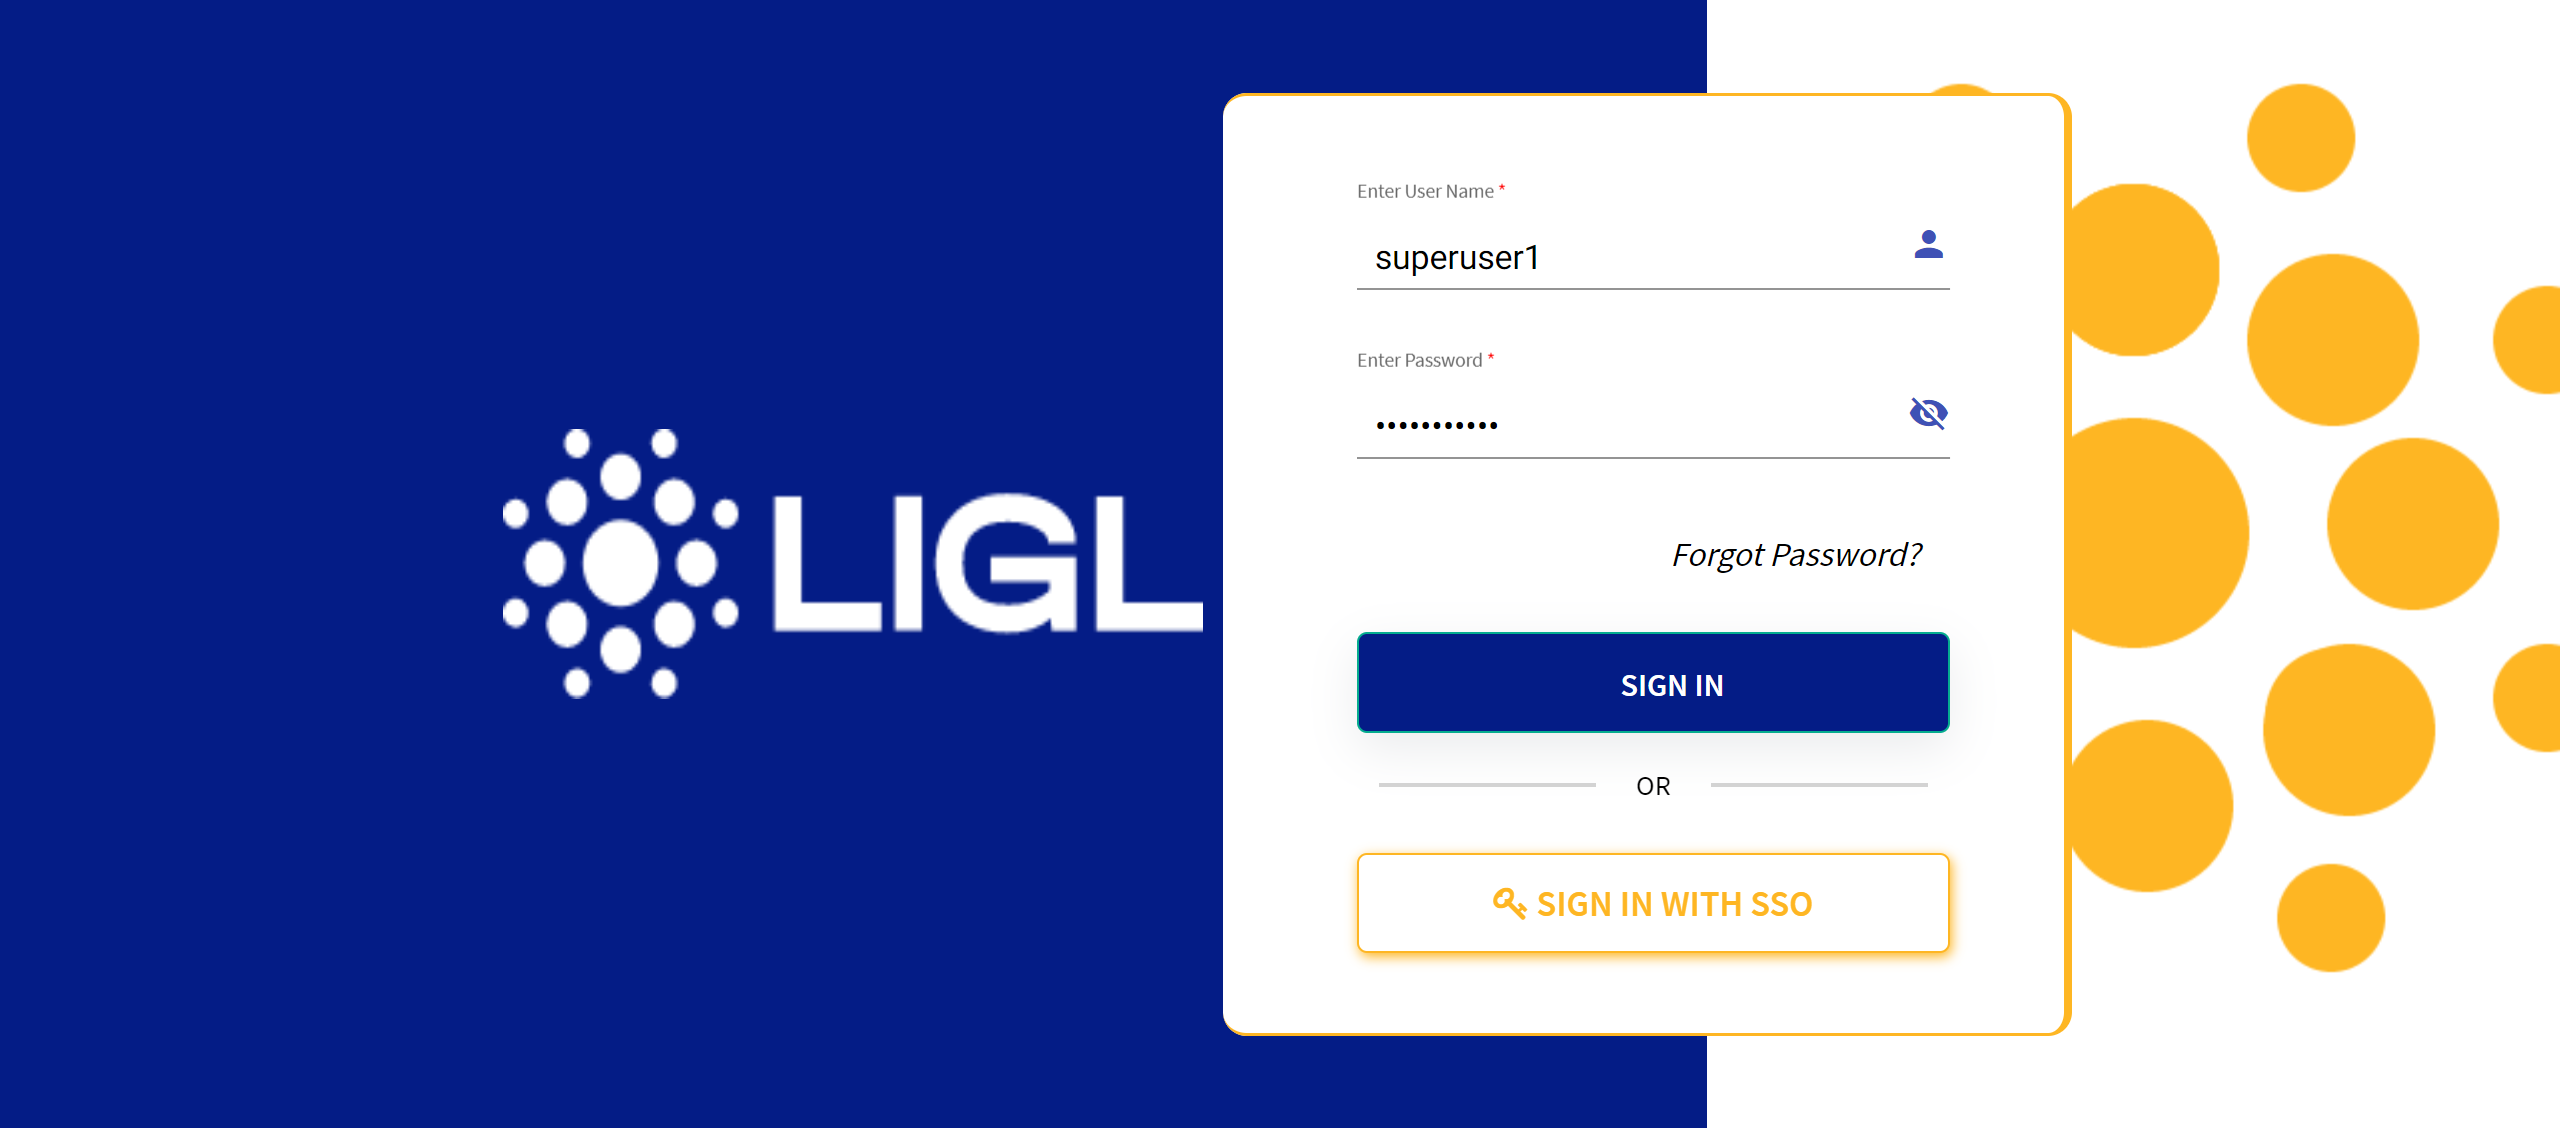 LIGL
Enter User Name *
superuser1
Enter Password *
•••••••••••
Forgot Password?
SIGN IN
OR
SIGN IN WITH SSO